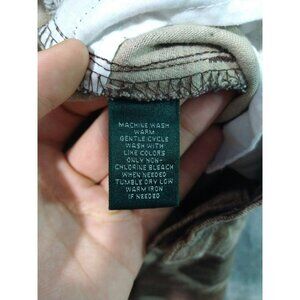 MACHINE WASH
WARM
GENTLE CYCLE
WASH WITH
LIKE COLORS
ONLY NON-
CHLORINE BLEACH
WHEN NEEDED
TUMBLE DRY LOW
WARM IRON
IF NEEDED